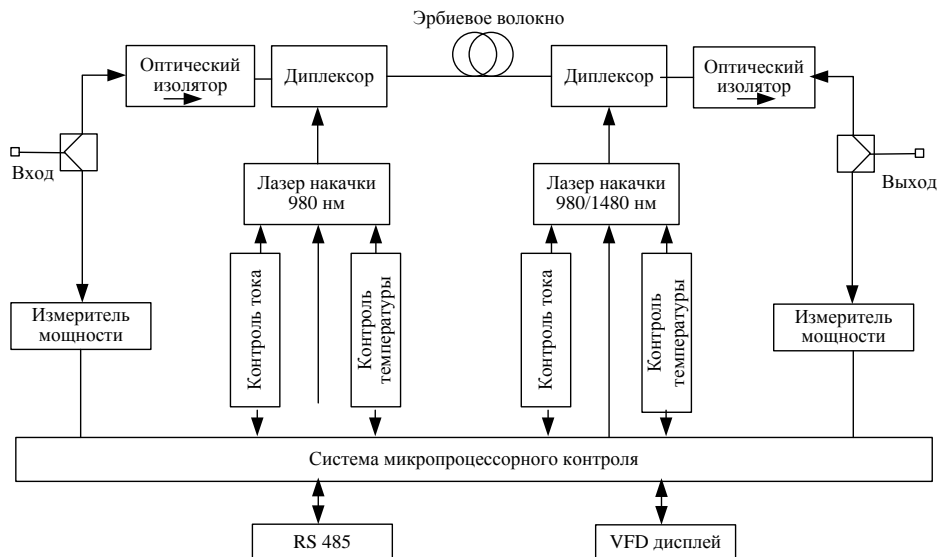 Эрбиевое волокно
Оптический
изолятор
Диплексор
Диплексор
Оптический
изолятор
Вход
Выход
Лазер накачки
980 нм
Лазер накачки
980/1480 нм
Измеритель
мощности
Контроль тока
Контроль
температуры
Контроль тока
Контроль
температуры
Измеритель
мощности
Система микропроцессорного контроля
RS 485
VFD дисплей